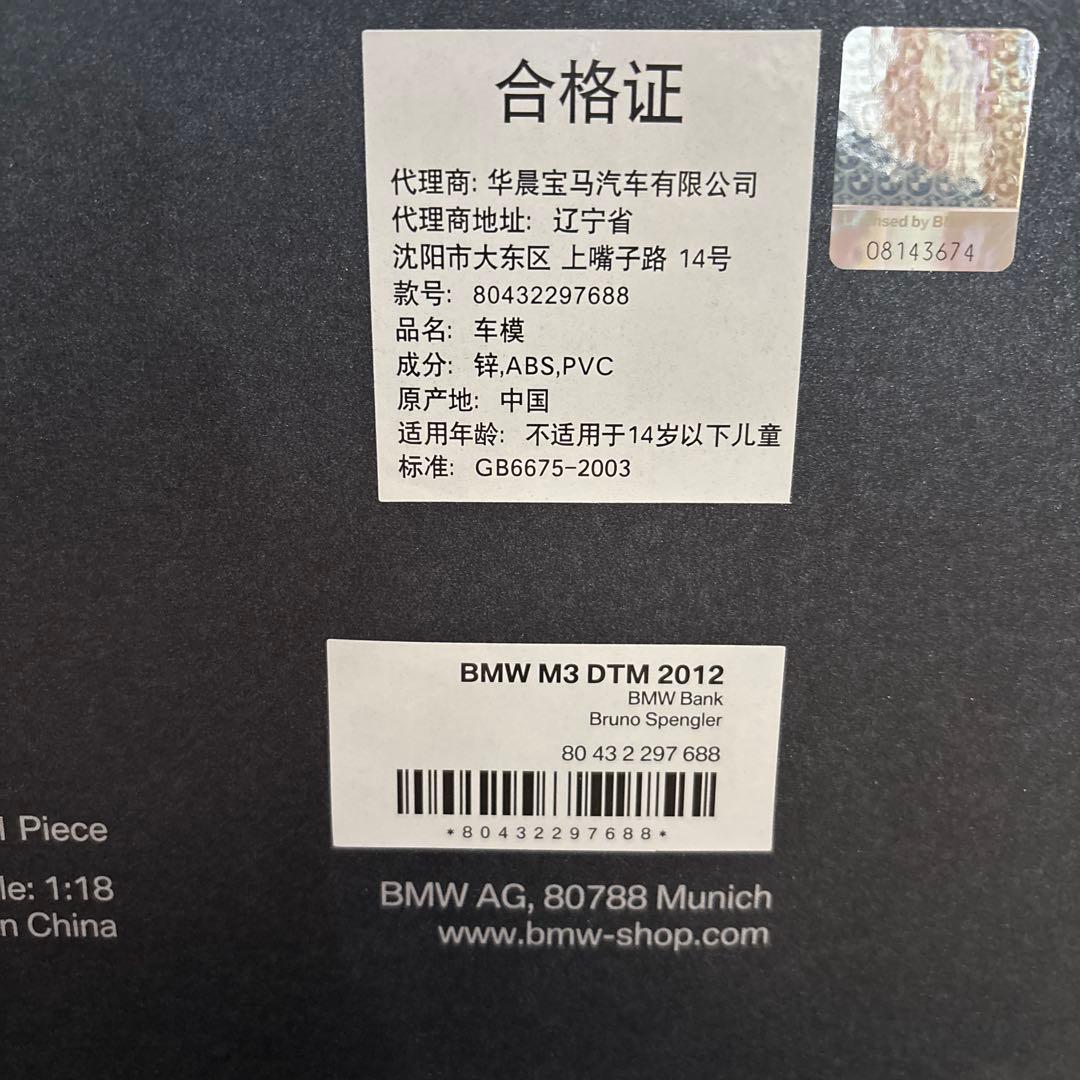 合格证
代理商: 华晨宝马汽车有限公司
代理商地址: 辽宁省
沈阳市大东区 上嘴子路 14号
款号: 80432297688
品名: 车模
成分: 锌,ABS,PVC
原产地: 中国
适用年龄: 不适用于14岁以下儿童
标准: GB6675-2003
by
08143674
BMW M3 DTM 2012
BMW Bank
Bruno Spengler
80 43 2 297 688
*80432297688*
Piece
1:18
China
BMW AG, 80788 Munich
www.bmw-shop.com